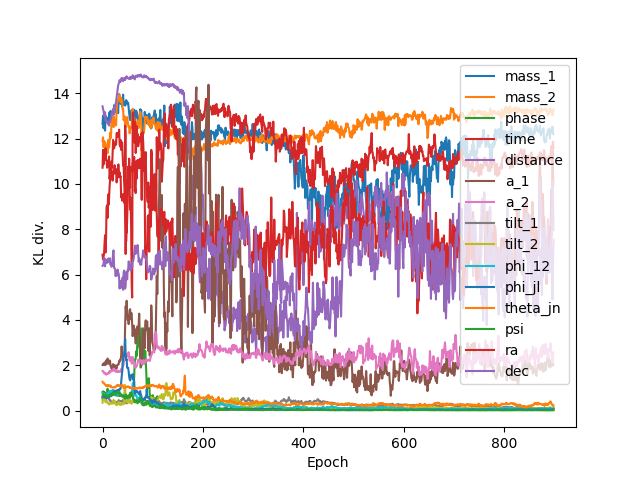 KL div.
14
12
10
8
6
4
2
0
0 200 400 600 800
Epoch
mass_1
mass_2
phase
time
distance
a_1
a_2
tilt_1
tilt_2
phi_12
phi_jl
theta_jn
psi
ra
dec